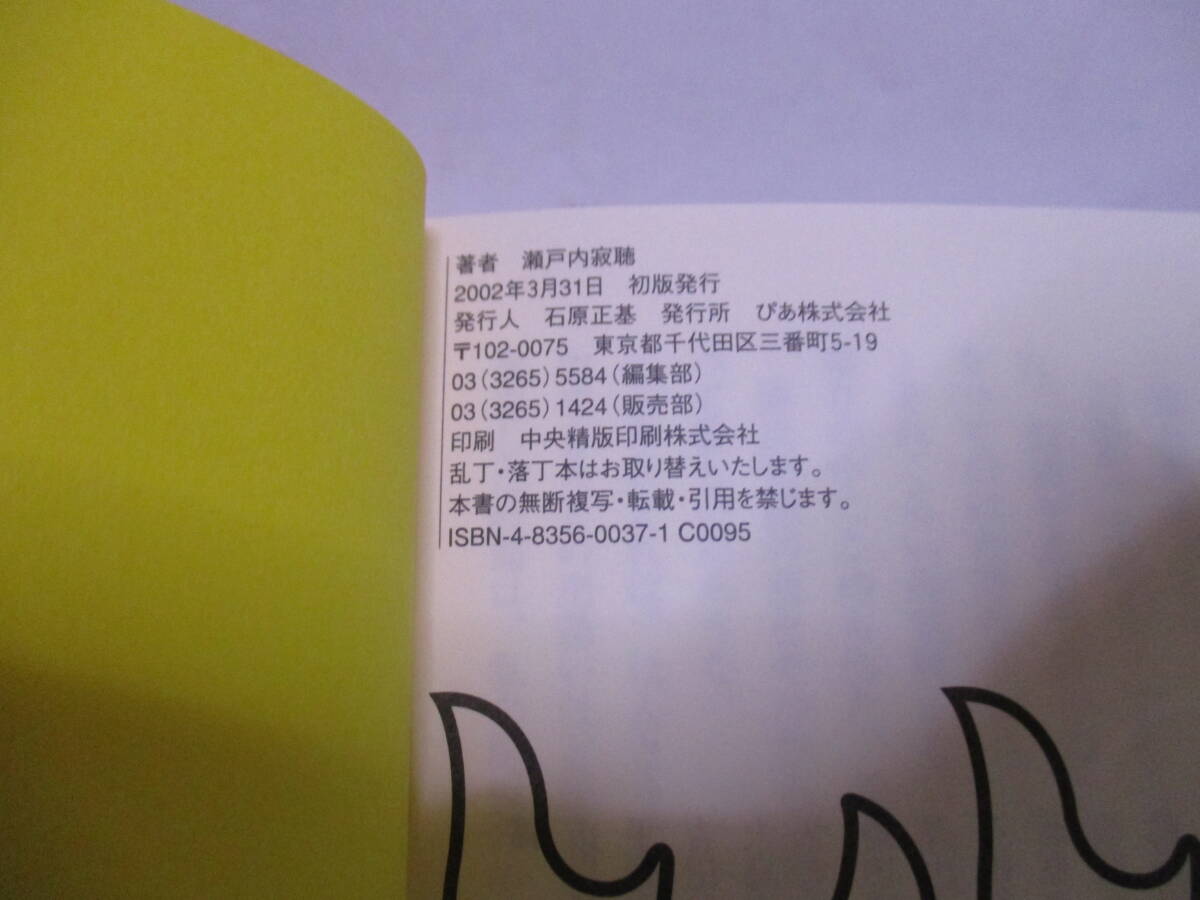 著者　瀬戸内寂聴
2002年3月31日　初版発行
発行人　石原正基　発行所　ぴあ株式会社
〒102-0075　東京都千代田区三番町5-19
03(3265)5584(編集部)
03(3265)1424(販売部)
印刷　中央精版印刷株式会社
乱丁・落丁本はお取り替えいたします。
本書の無断複写・転載・引用を禁じます。
ISBN-4-8356-0037-1 C0095